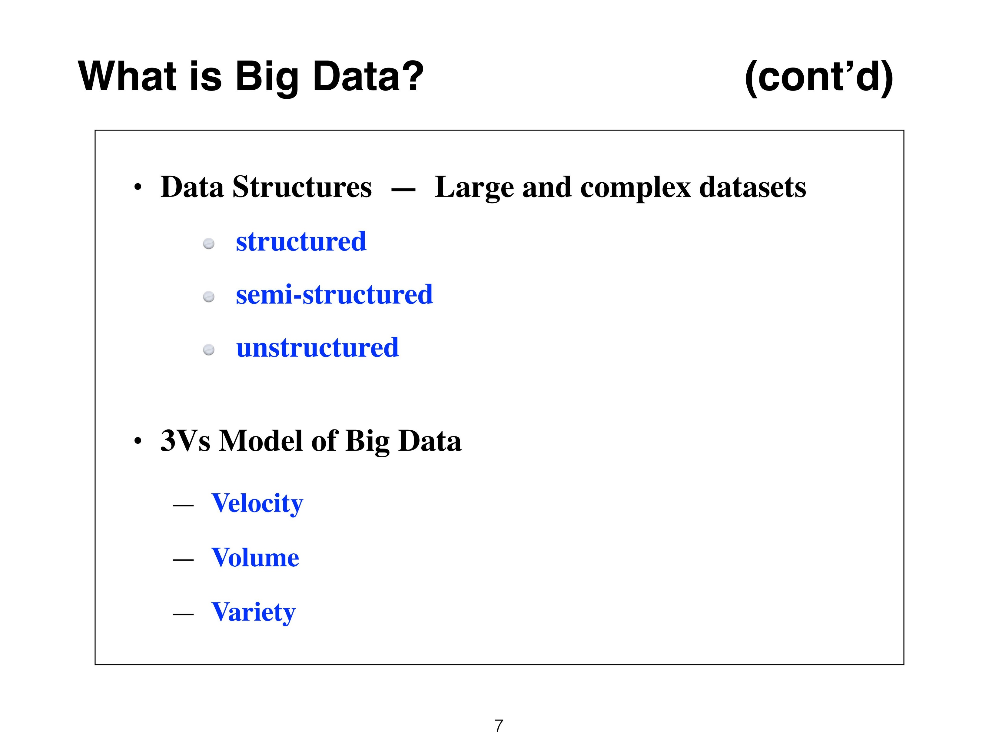 What is Big Data? (cont’d)
• Data Structures — Large and complex datasets
structured
semi-structured
unstructured
• 3Vs Model of Big Data
— Velocity
— Volume
— Variety
7